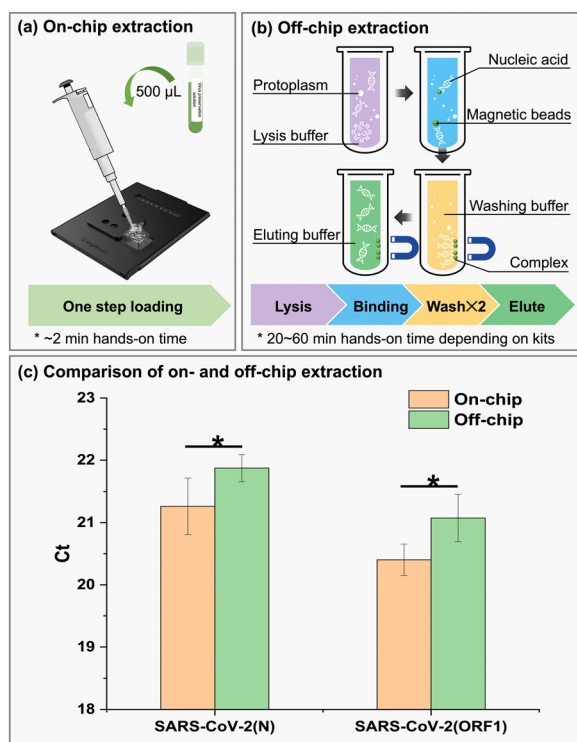 (a) On-chip extraction
500 µL
Virus preservation
solution
One step loading
* ~2 min hands-on time
(b) Off-chip extraction
Protoplasm
Lysis buffer
Nucleic acid
Magnetic beads
Eluting buffer
Washing buffer
Complex
Lysis
Binding
Wash×2
Elute
* 20~60 min hands-on time depending on kits
(c) Comparison of on- and off-chip extraction
On-chip
Off-chip
*
*
Ct
23
22
21
20
19
18
SARS-CoV-2(N)
SARS-CoV-2(ORF1)